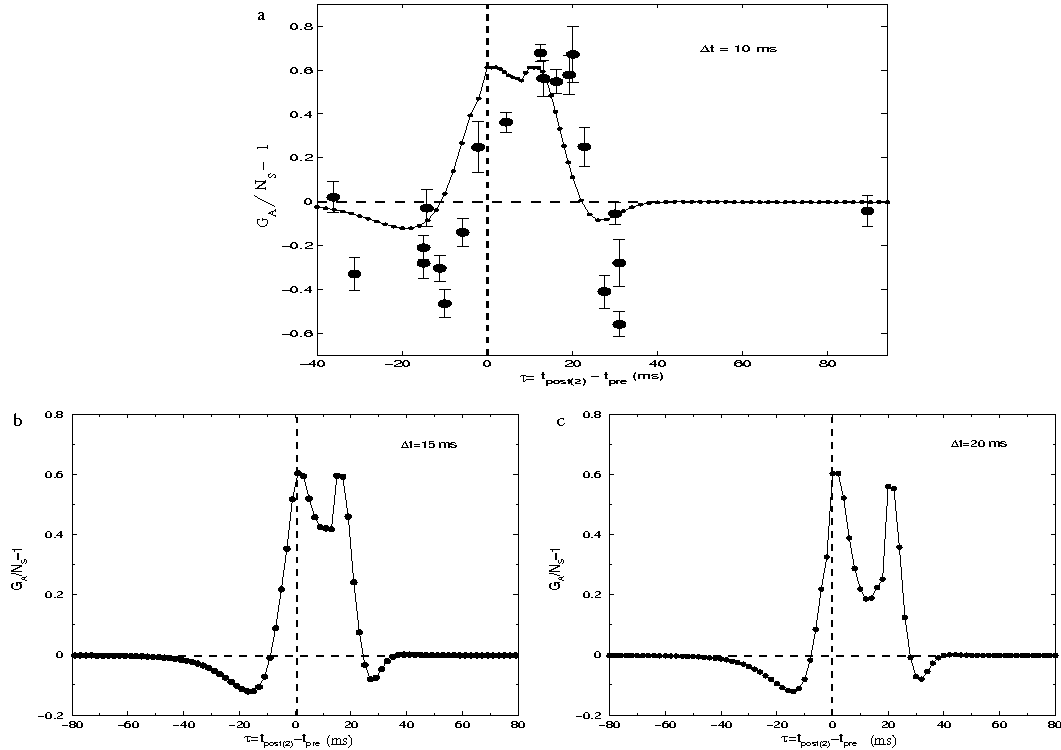 a
0.8
0.6
0.4
0.2
0
−0.2
−0.4
−0.6
G_A / N_S − 1
Δt = 10 ms
−40 −20 0 20 40 60 80
τ= t_post(2) − t_pre (ms)
b
0.8
0.6
0.4
0.2
0
−0.2
G_A/N_S−1
Δt=15 ms
−80 −60 −40 −20 0 20 40 60 80
τ=t_post(2)−t_pre (ms)
c
0.8
0.6
0.4
0.2
0
−0.2
G_A/N_S−1
Δt=20 ms
−80 −60 −40 −20 0 20 40 60 80
τ=t_post(2)−t_pre (ms)